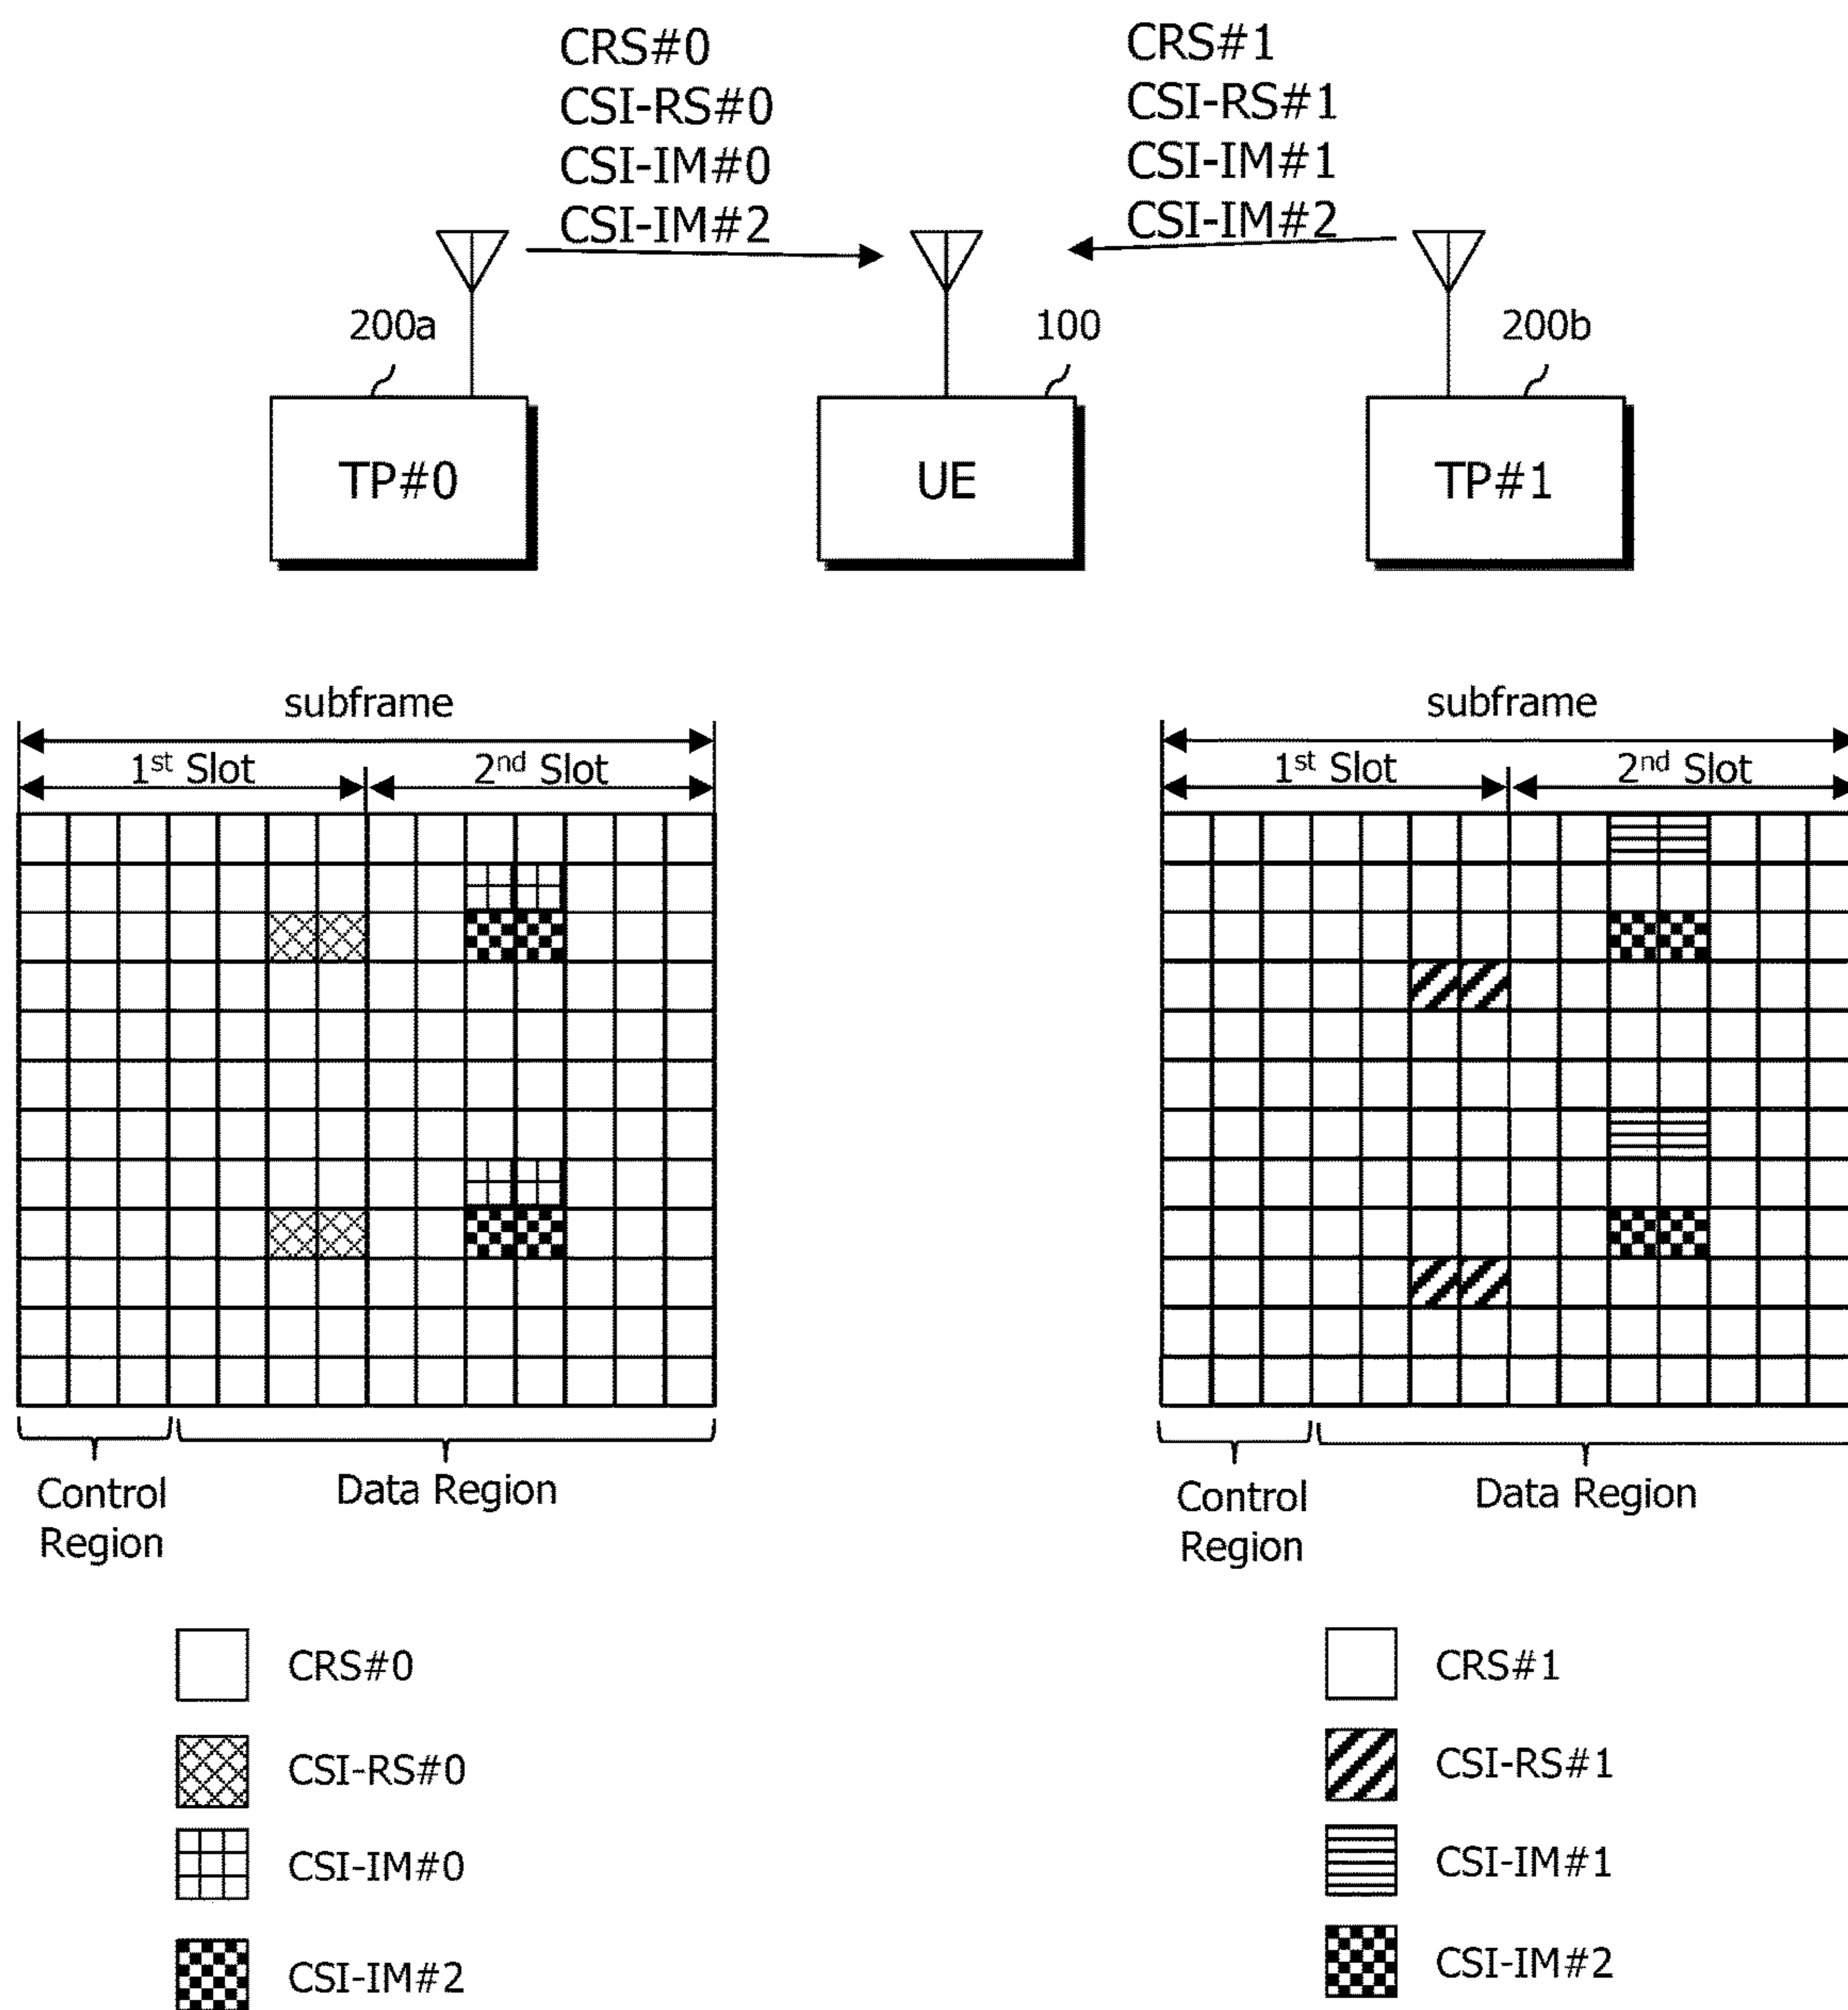 CRS#0
CSI-RS#0
CSI-IM#0
CSI-IM#2
CRS#1
CSI-RS#1
CSI-IM#1
CSI-IM#2
200a
100
200b
TP#0
UE
TP#1
subframe
1st Slot
2nd Slot
subframe
1st Slot
2nd Slot
Control
Region
Data Region
Control
Region
Data Region
CRS#0
CSI-RS#0
CSI-IM#0
CSI-IM#2
CRS#1
CSI-RS#1
CSI-IM#1
CSI-IM#2